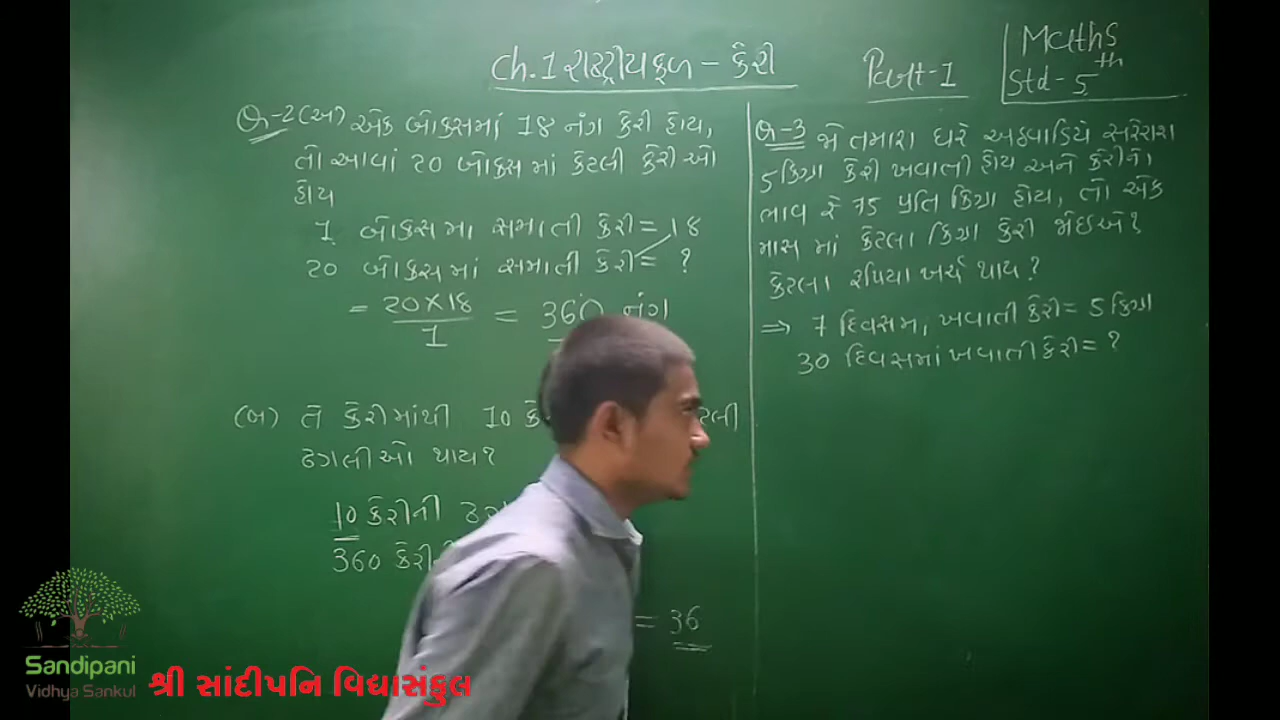 ch.1 રાષ્ટ્રીયફળ - કેરી
વિભાગ-1
Maths
Std - 5th
Q-2 (અ) એક બોક્સમાં 18 નંગ કેરી હોય,
તો આવાં 20 બોક્સ માં કેટલી કેરીઓ
હોય
1 બોક્સમા સમાતી કેરી = 18
20 બોક્સમાં સમાતી કેરી = ?
= 20 × 18 / 1 = 360 નંગ
(બ) તે કેરીમાંથી 10
ઢગલીઓ થાય?
10 કેરીની
360
= 36
Q-3 જો તમારા ઘરે અઠવાડિયે સરેરાશ
5 કિગ્રા કેરી ખવાતી હોય અને કેરીનો
ભાવ રૂ 75 પ્રતિ કિગ્રા હોય, તો એક
માસ માં કેટલા કિગ્રા કેરી જોઈએ?
કેટલા રૂપિયા ખર્ચ થાય?
⇒ 7 દિવસમાં ખવાતી કેરી = 5 કિગ્રા
30 દિવસમાં ખવાતી કેરી = ?
Sandipani
Vidhya Sankul
શ્રી સાંદીપનિ વિદ્યાસંકુલ